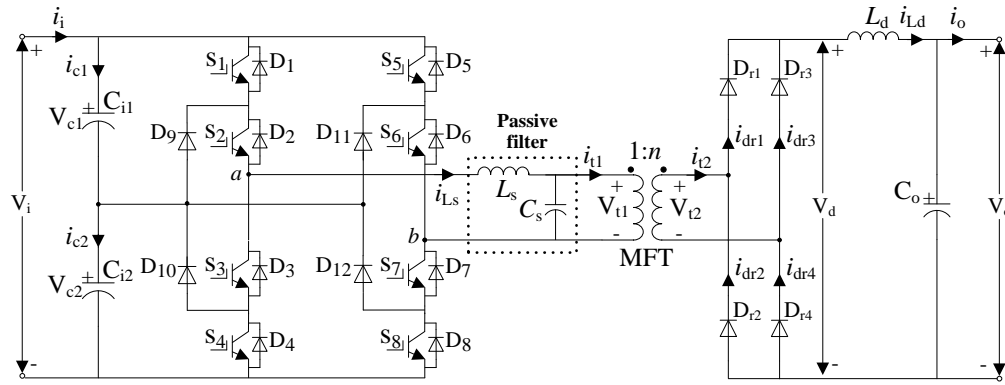 i_i
+
i_c1
+
V_c1
C_i1
V_i
i_c2
+
V_c2
C_i2
-
S_1
D_1
D_9
S_2
D_2
a
D_10
S_3
D_3
S_4
D_4
S_5
D_5
D_11
S_6
D_6
b
D_12
S_7
D_7
S_8
D_8
i_Ls
Passive
filter
L_s
C_s
i_t1
+
V_t1
-
1:n
MFT
i_t2
+
V_t2
-
D_r1
D_r3
i_dr1
i_dr3
i_dr2
i_dr4
D_r2
D_r4
+
V_d
-
L_d
i_Ld
i_o
C_o
+
+
-